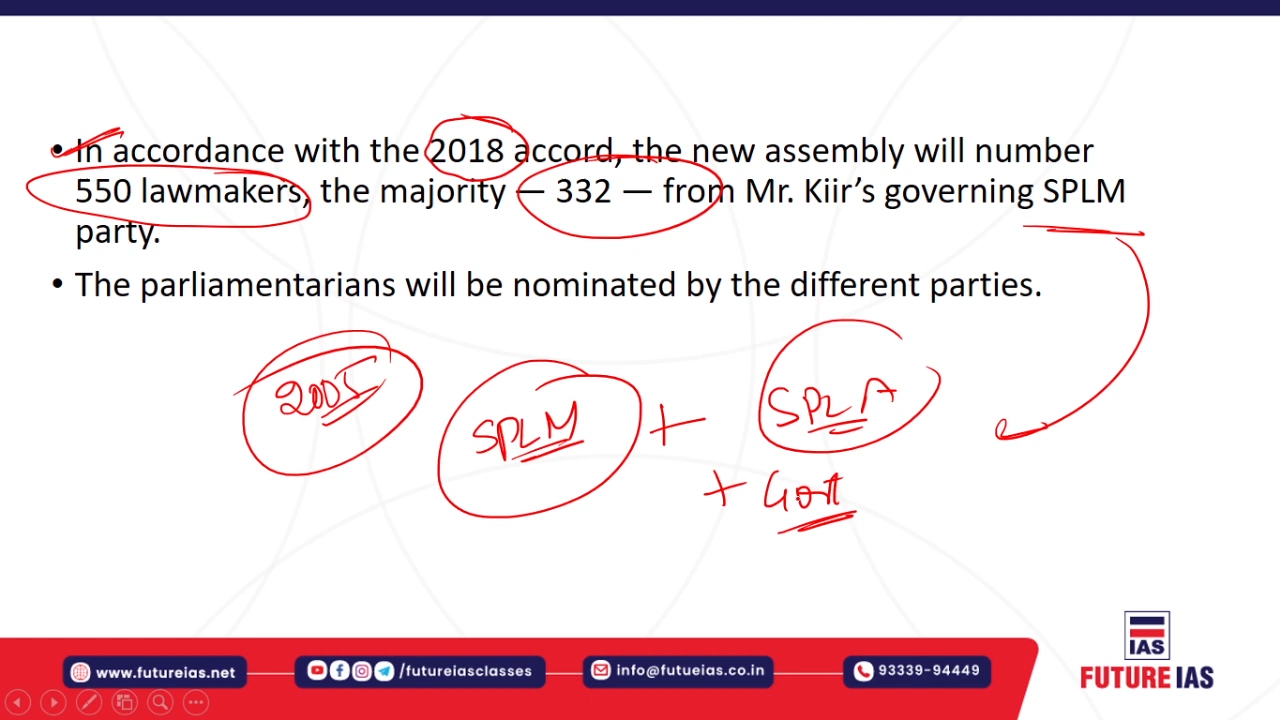 • In accordance with the 2018 accord, the new assembly will number
550 lawmakers, the majority — 332 — from Mr. Kiir's governing SPLM
party.
• The parliamentarians will be nominated by the different parties.
2005
SPLM + SPLA
+ Govt
IAS
FUTURE IAS
www.futureias.net
/futureiasclasses
info@futueias.co.in
93339-94449